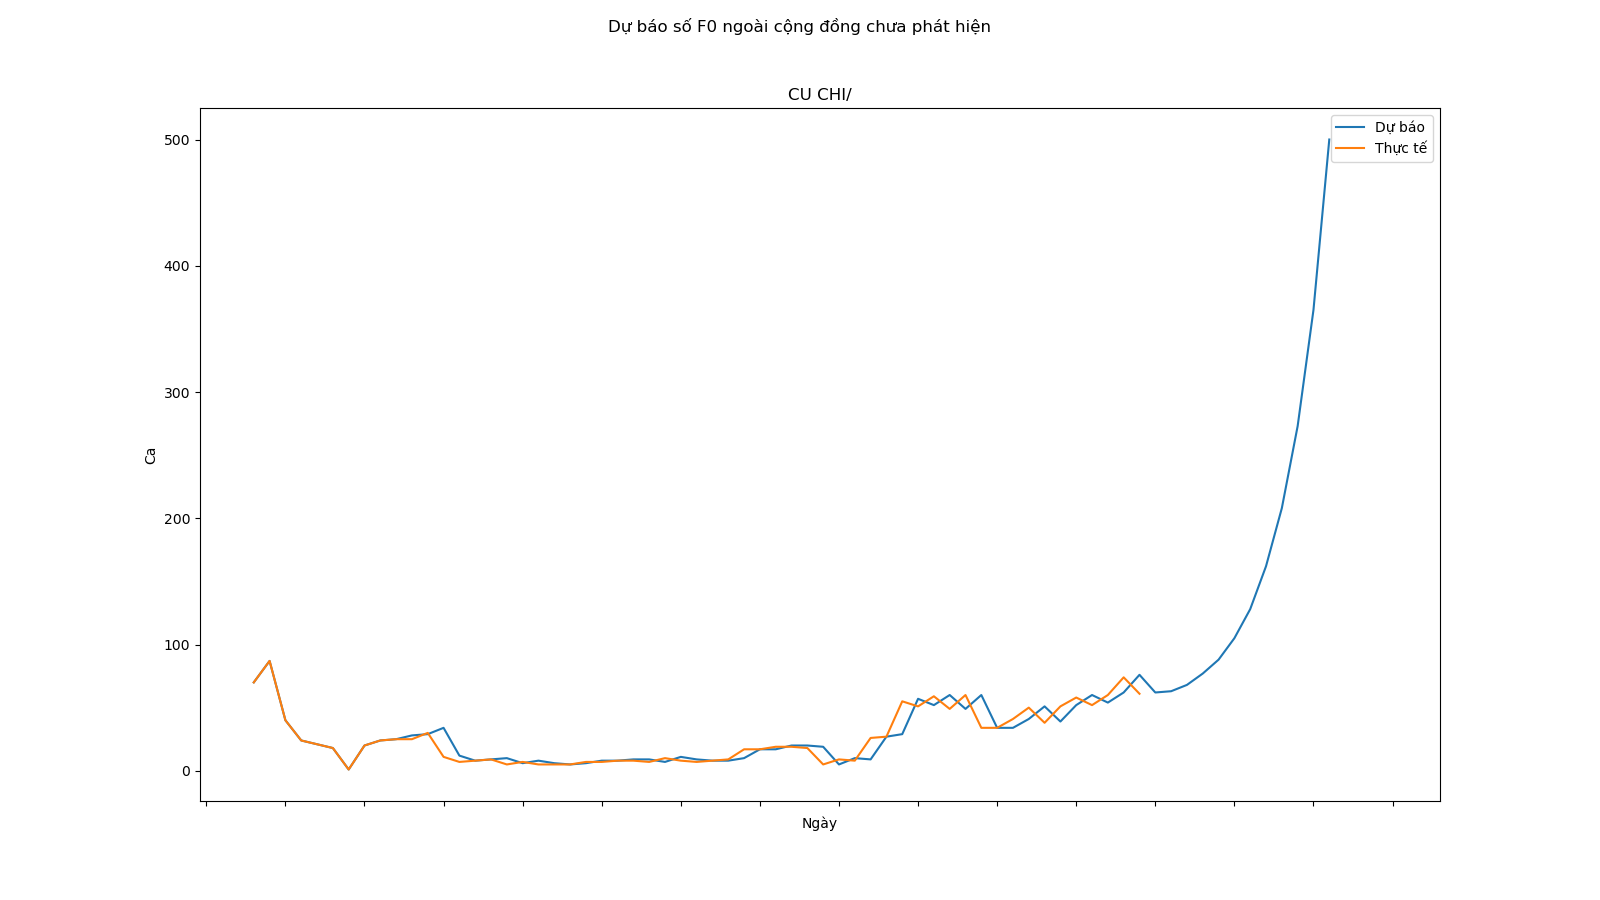 Dự báo số F0 ngoài cộng đồng chưa phát hiện
CU CHI/
Dự báo
Thực tế
500
400
300
200
100
0
Ca
Ngày